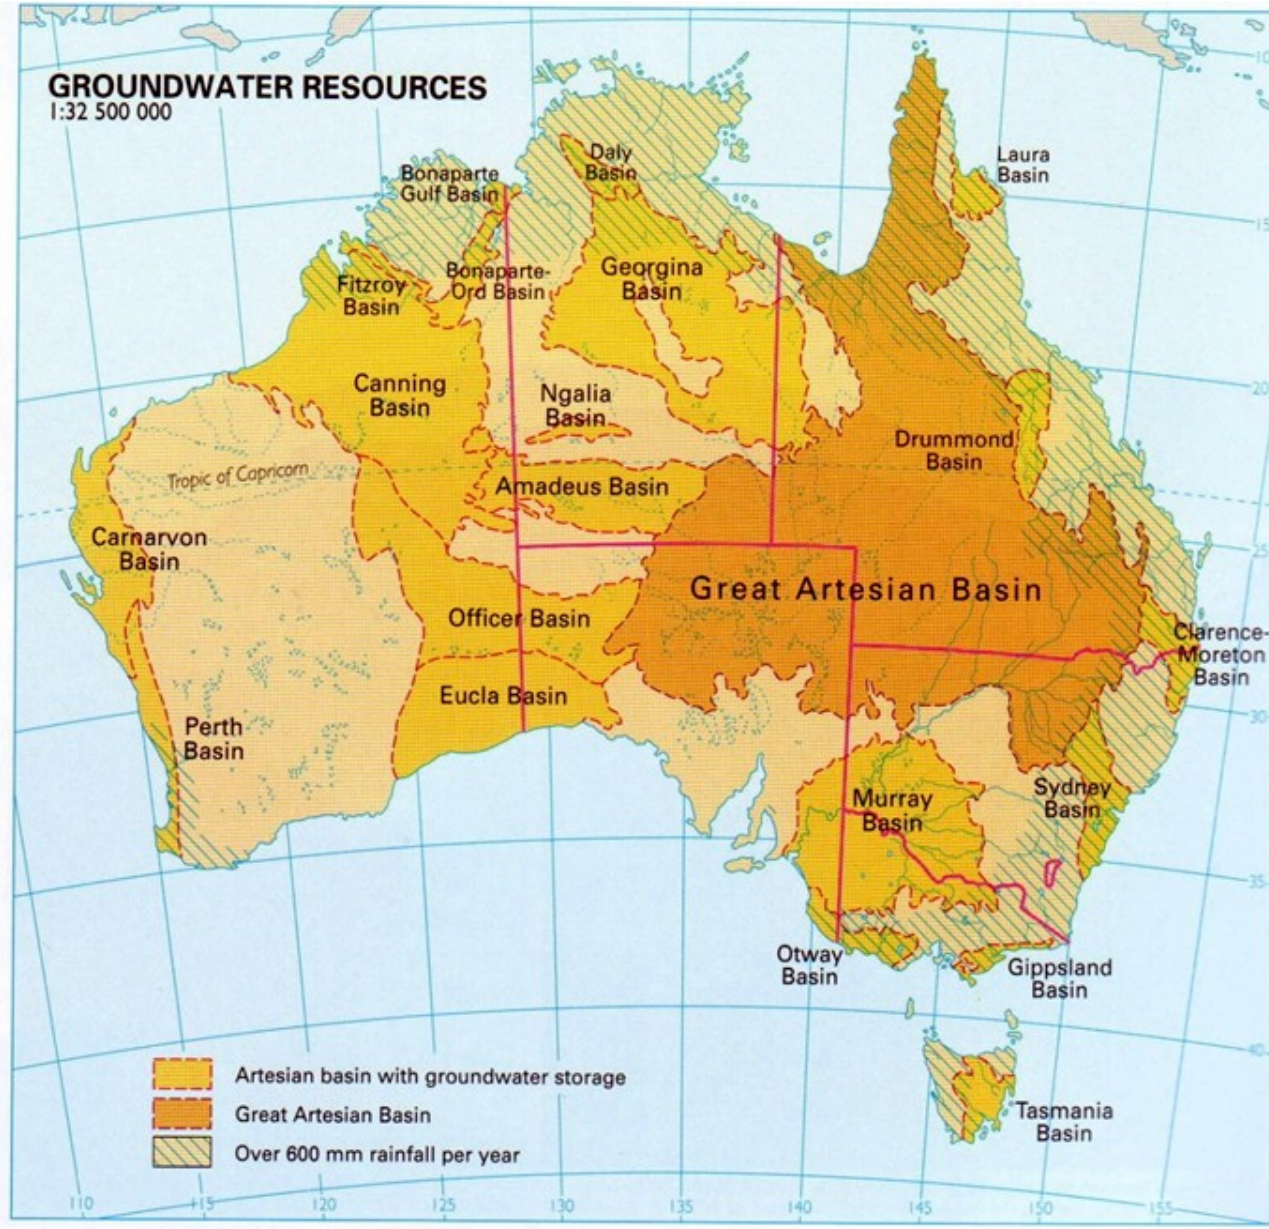 GROUNDWATER RESOURCES
1:32 500 000
10
Daly
Basin
Laura
Basin
Bonaparte
Gulf Basin
15
Bonaparte-
Ord Basin
Georgina
Basin
Fitzroy
Basin
Canning
Basin
Ngalia
Basin
20
Drummond
Basin
Tropic of Capricorn
Amadeus Basin
Carnarvon
Basin
25
Great Artesian Basin
Officer Basin
Clarence-
Moreton
Basin
Eucla Basin
30
Perth
Basin
Murray
Basin
Sydney
Basin
35
Otway
Basin
Gippsland
Basin
40
Artesian basin with groundwater storage
Great Artesian Basin
Over 600 mm rainfall per year
Tasmania
Basin
110
115
120
125
130
135
140
145
150
155